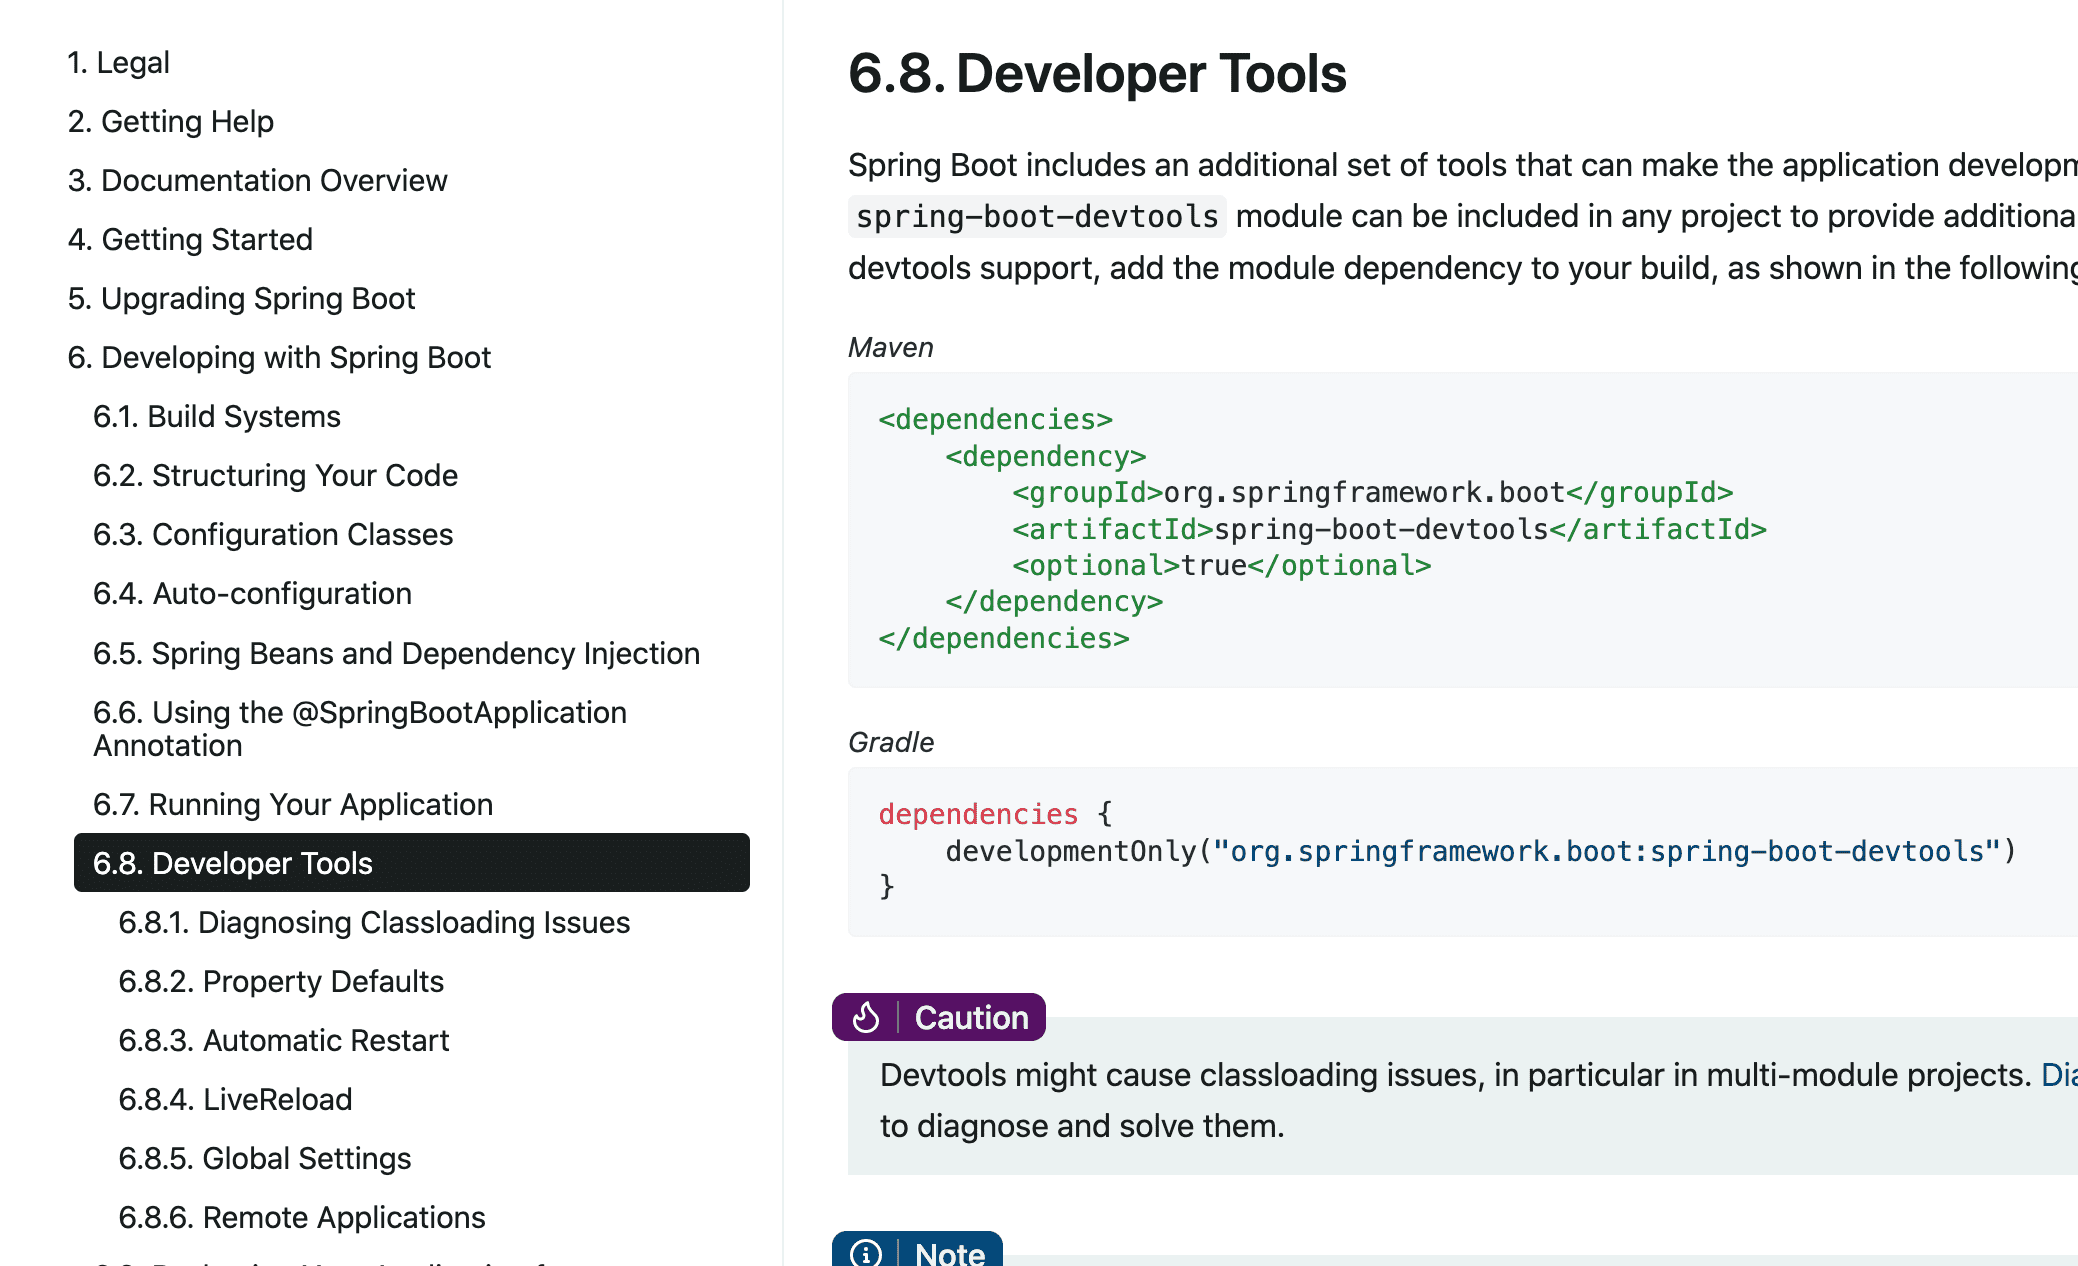 1. Legal
2. Getting Help
3. Documentation Overview
4. Getting Started
5. Upgrading Spring Boot
6. Developing with Spring Boot
6.1. Build Systems
6.2. Structuring Your Code
6.3. Configuration Classes
6.4. Auto-configuration
6.5. Spring Beans and Dependency Injection
6.6. Using the @SpringBootApplication
Annotation
6.7. Running Your Application
6.8. Developer Tools
6.8.1. Diagnosing Classloading Issues
6.8.2. Property Defaults
6.8.3. Automatic Restart
6.8.4. LiveReload
6.8.5. Global Settings
6.8.6. Remote Applications
6.8. Developer Tools
Spring Boot includes an additional set of tools that can make the application
spring-boot-devtools module can be included in any project to provide
devtools support, add the module dependency to your build, as shown in the following
Maven
<dependencies>
    <dependency>
        <groupId>org.springframework.boot</groupId>
        <artifactId>spring-boot-devtools</artifactId>
        <optional>true</optional>
    </dependency>
</dependencies>
Gradle
dependencies {
    developmentOnly("org.springframework.boot:spring-boot-devtools")
}
Caution
Devtools might cause classloading issues, in particular in multi-module projects.
to diagnose and solve them.
Note